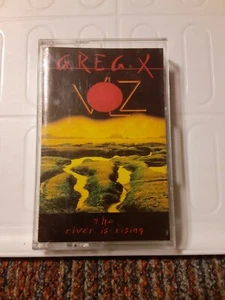 GREG X
VOZ
the
river is rising